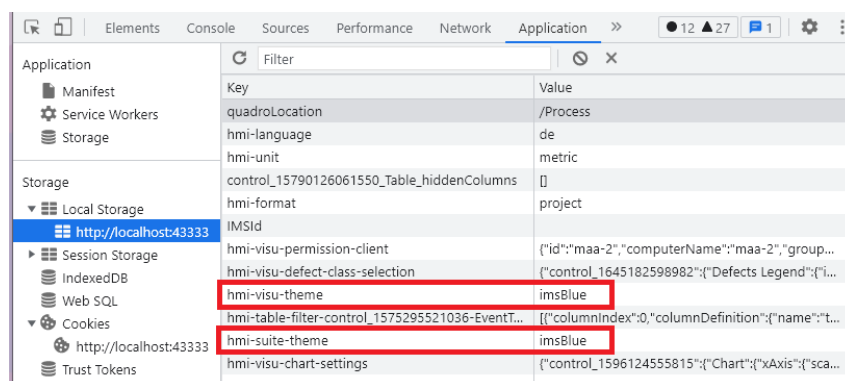 Elements Console Sources Performance Network Application » 12 27 1
Application
Manifest
Service Workers
Storage
Storage
Local Storage
http://localhost:43333
Session Storage
IndexedDB
Web SQL
Cookies
http://localhost:43333
Trust Tokens
Filter
Key Value
quadroLocation /Process
hmi-language de
hmi-unit metric
control_15790126061550_Table_hiddenColumns []
hmi-format project
IMSId
hmi-visu-permission-client {"id":"maa-2","computerName":"maa-2","group...
hmi-visu-defect-class-selection {"control_1645182598982":{"Defects Legend":{"i...
hmi-visu-theme imsBlue
hmi-table-filter-control_1575295521036-EventT... [{"columnIndex":0,"columnDefinition":{"name":"t...
hmi-suite-theme imsBlue
hmi-visu-chart-settings {"control_1596124555815":{"Chart":{"xAxis":{"sca...